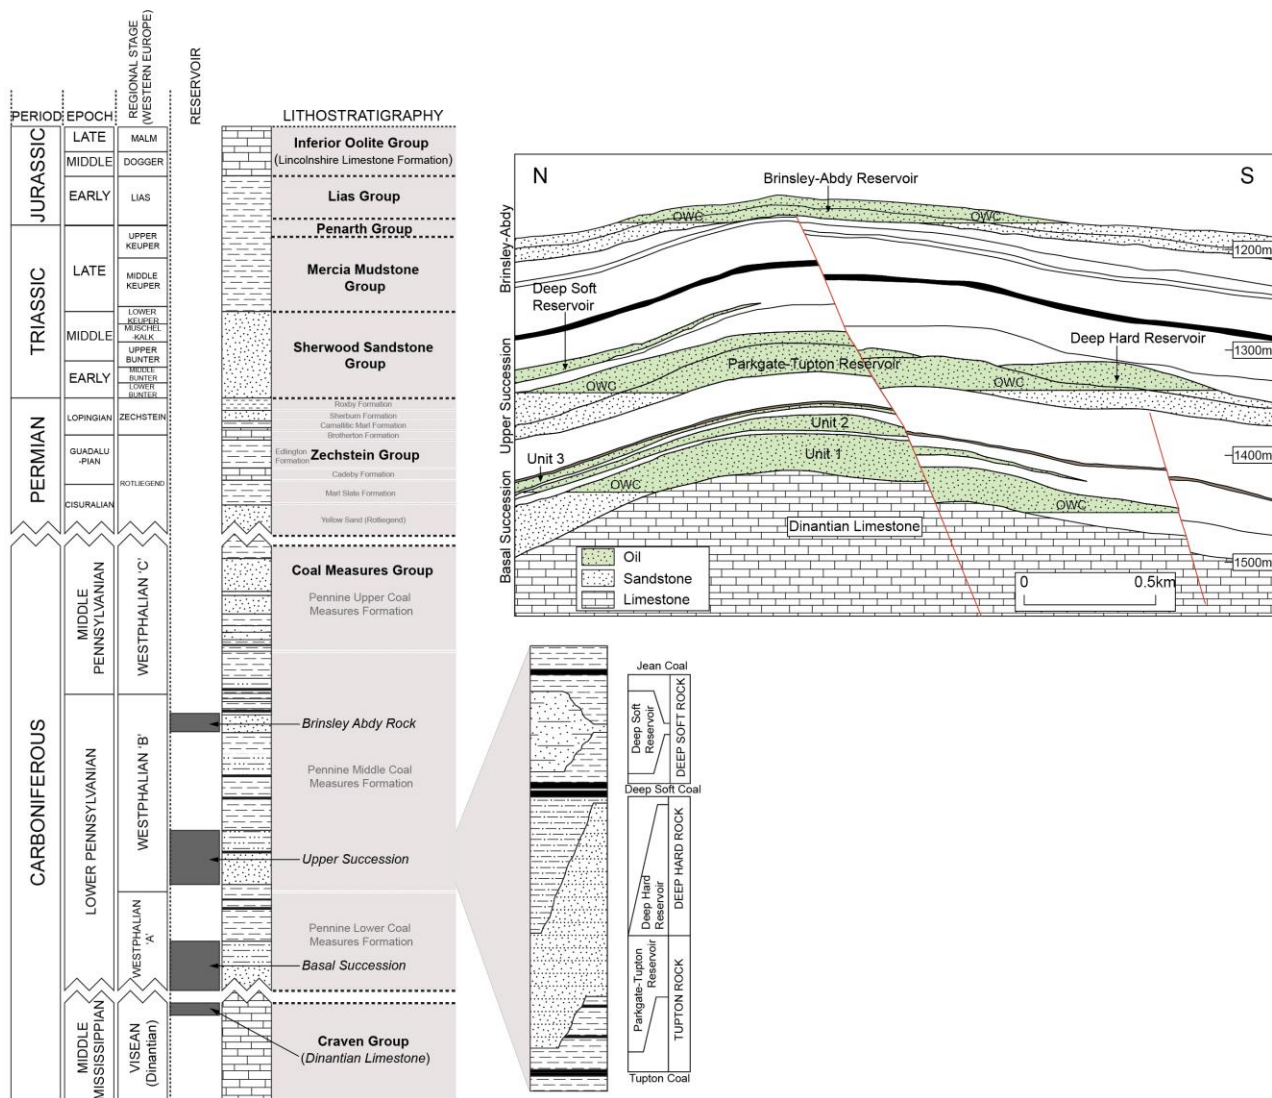 PERIOD
EPOCH
REGIONAL STAGE
(WESTERN EUROPE)
RESERVOIR
LITHOSTRATIGRAPHY
JURASSIC
LATE
MALM
MIDDLE
DOGGER
EARLY
LIAS
Inferior Oolite Group
(Lincolnshire Limestone Formation)
Lias Group
Penarth Group
TRIASSIC
LATE
UPPER
KEUPER
MIDDLE
KEUPER
LOWER
KEUPER
MIDDLE
MUSCHEL
-KALK
UPPER
BUNTER
EARLY
MIDDLE
BUNTER
LOWER
BUNTER
Mercia Mudstone
Group
Sherwood Sandstone
Group
PERMIAN
LOPINGIAN
ZECHSTEIN
GUADALU
-PIAN
CISURALIAN
ROTLIEGEND
Roxby Formation
Sherburn Formation
Carnallitic Marl Formation
Brotherton Formation
Edlington
Formation
Zechstein Group
Cadeby Formation
Marl Slate Formation
Yellow Sand (Rotliegend)
CARBONIFEROUS
MIDDLE
PENNSYLVANIAN
WESTPHALIAN 'C'
LOWER PENNSYLVANIAN
WESTPHALIAN 'B'
WESTPHALIAN
'A'
MIDDLE
MISSISSIPPIAN
VISEAN
(Dinantian)
Coal Measures Group
Pennine Upper Coal
Measures Formation
Brinsley Abdy Rock
Pennine Middle Coal
Measures Formation
Upper Succession
Pennine Lower Coal
Measures Formation
Basal Succession
Craven Group
(Dinantian Limestone)
N
S
Brinsley-Abdy Reservoir
OWC
OWC
Brinsley-Abdy
Upper Succession
Basal Succession
1200m
1300m
1400m
1500m
Deep Soft
Reservoir
Deep Hard Reservoir
Parkgate-Tupton Reservoir
OWC
OWC
Unit 3
Unit 2
Unit 1
OWC
OWC
Dinantian Limestone
Oil
Sandstone
Limestone
0
0.5km
Jean Coal
Deep Soft
Reservoir
DEEP SOFT ROCK
Deep Soft Coal
Deep Hard
Reservoir
DEEP HARD ROCK
Parkgate-Tupton
Reservoir
TUPTON ROCK
Tupton Coal